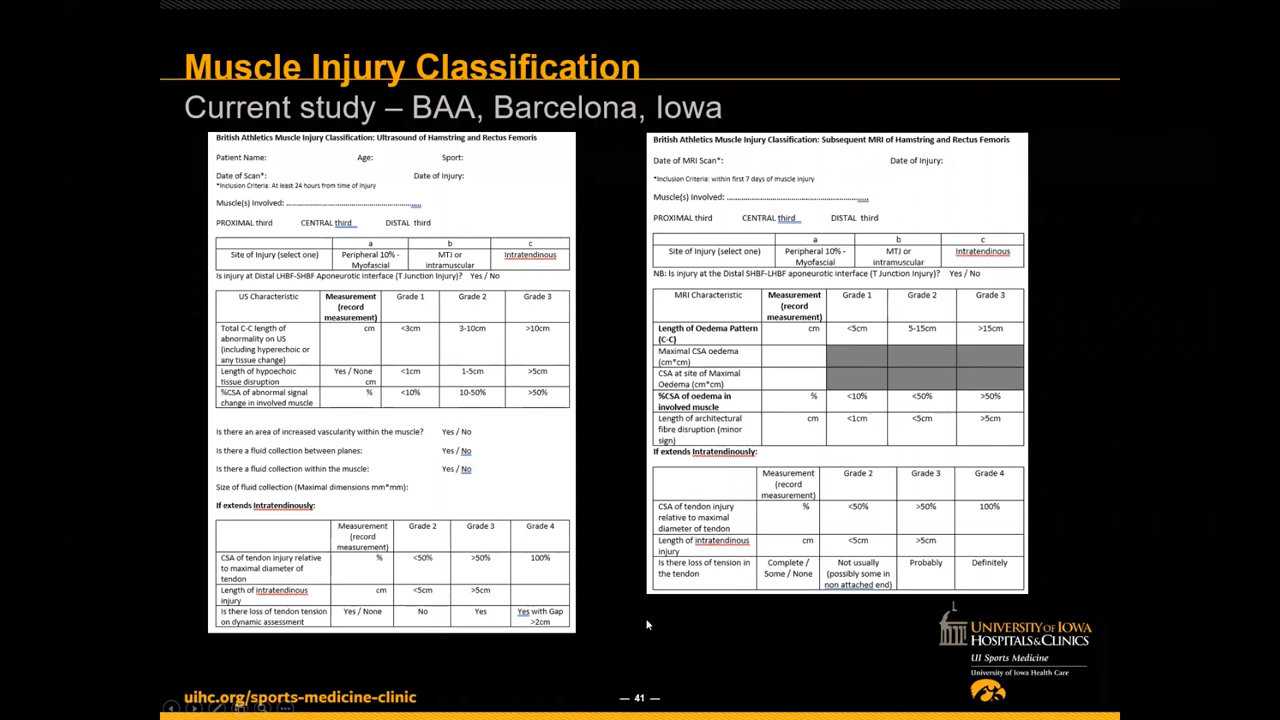 Muscle Injury Classification
Current study – BAA, Barcelona, Iowa
British Athletics Muscle Injury Classification: Ultrasound of Hamstring and Rectus Femoris
Patient Name: Age: Sport:
Date of Scan*: Date of Injury:
*Inclusion Criteria: At least 24 hours from time of injury
Muscle(s) Involved: ............................................................
PROXIMAL third CENTRAL third DISTAL third
a b c
Site of Injury (select one) Peripheral 10% - Myofascial MTJ or intramuscular Intratendinous
Is injury at Distal LHBF-SHBF Aponeurotic interface (T Junction Injury)? Yes / No
US Characteristic Measurement (record measurement) Grade 1 Grade 2 Grade 3
Total C-C length of abnormality on US (including hyperechoic or any tissue change) cm <3cm 3-10cm >10cm
Length of hypoechoic tissue disruption Yes / None cm <1cm 1-5cm >5cm
%CSA of abnormal signal change in involved muscle % <10% 10-50% >50%
Is there an area of increased vascularity within the muscle? Yes / No
Is there a fluid collection between planes: Yes / No
Is there a fluid collection within the muscle: Yes / No
Size of fluid collection (Maximal dimensions mm*mm):
If extends Intratendinously:
Measurement (record measurement) Grade 2 Grade 3 Grade 4
CSA of tendon injury relative to maximal diameter of tendon % <50% >50% 100%
Length of intratendinous injury cm <5cm >5cm
Is there loss of tendon tension on dynamic assessment Yes / None No Yes Yes with Gap >2cm
British Athletics Muscle Injury Classification: Subsequent MRI of Hamstring and Rectus Femoris
Date of MRI Scan*: Date of Injury:
*Inclusion Criteria: within first 7 days of muscle injury
Muscle(s) Involved: ............................................................
PROXIMAL third CENTRAL third DISTAL third
a b c
Site of Injury (select one) Peripheral 10% - Myofascial MTJ or intramuscular Intratendinous
NB: Is injury at the Distal SHBF-LHBF aponeurotic interface (T Junction Injury)? Yes / No
MRI Characteristic Measurement (record measurement) Grade 1 Grade 2 Grade 3
Length of Oedema Pattern (C-C) cm <5cm 5-15cm >15cm
Maximal CSA oedema (cm*cm)
CSA at site of Maximal Oedema (cm*cm)
%CSA of oedema in involved muscle % <10% <50% >50%
Length of architectural fibre disruption (minor sign) cm <1cm <5cm >5cm
If extends Intratendinously:
Measurement (record measurement) Grade 2 Grade 3 Grade 4
CSA of tendon injury relative to maximal diameter of tendon % <50% >50% 100%
Length of intratendinous injury cm <5cm >5cm
Is there loss of tension in the tendon Complete / Some / None Not usually (possibly some in non attached end) Probably Definitely
UNIVERSITY OF IOWA
HOSPITALS & CLINICS
UI Sports Medicine
University of Iowa Health Care
uihc.org/sports-medicine-clinic
— 41 —